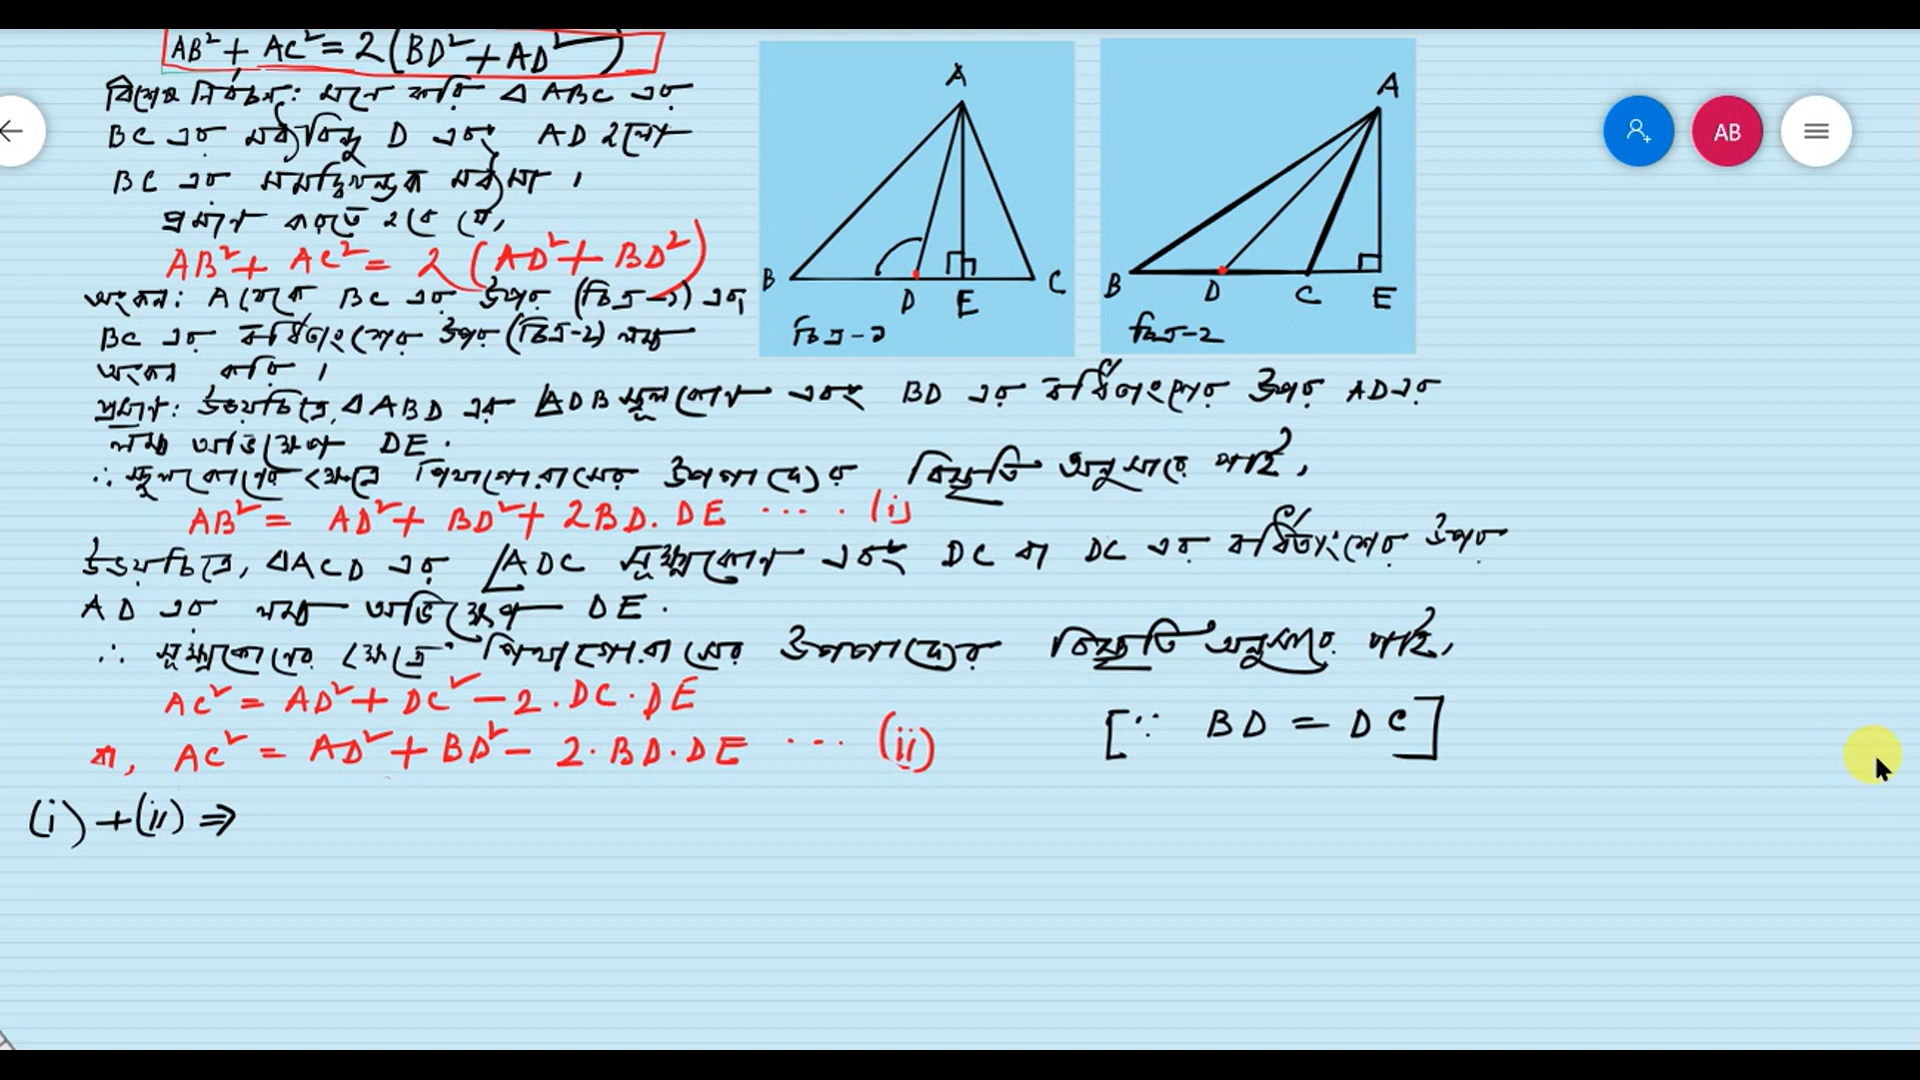 AB² + AC² = 2(BD² + AD²)
বিশেষ নির্বচন: মনে করি △ABC এর
BC এর মধ্যবিন্দু D এবং AD হলো
BC এর সমদ্বিখন্ডক মধ্যমা ।
প্রমাণ করতে হবে যে,
AB² + AC² = 2(AD² + BD²)
অংকন: A থেকে BC এর উপর (চিত্র-১) এবং
BC এর বর্ধিতাংশের উপর (চিত্র-2) লম্ব
অংকন করি ।
A
B
D
E
C
চিত্র-১
A
B
D
C
E
চিত্র-2
প্রমাণ: উভয়চিত্রে, △ABD এর ∠ADB স্থূলকোণ এবং BD এর বর্ধিতাংশের উপর AD এর
লম্ব অভিক্ষেপ DE.
∴ স্থূলকোণের ক্ষেত্রে পিথাগোরাসের উপপাদ্যের বিস্তৃতি অনুসারে পাই,
AB² = AD² + BD² + 2BD. DE ..... (i)
উভয়চিত্রে, △ACD এর ∠ADC সূক্ষ্মকোণ এবং DC বা DC এর বর্ধিতাংশের উপর
AD এর লম্ব অভিক্ষেপ DE.
∴ সূক্ষ্মকোণের ক্ষেত্রে পিথাগোরাসের উপপাদ্যের বিস্তৃতি অনুসারে পাই,
AC² = AD² + DC² - 2. DC. DE
বা, AC² = AD² + BD² - 2. BD. DE ... (ii) [∵ BD = DC]
(i) + (ii) ⇒
AB